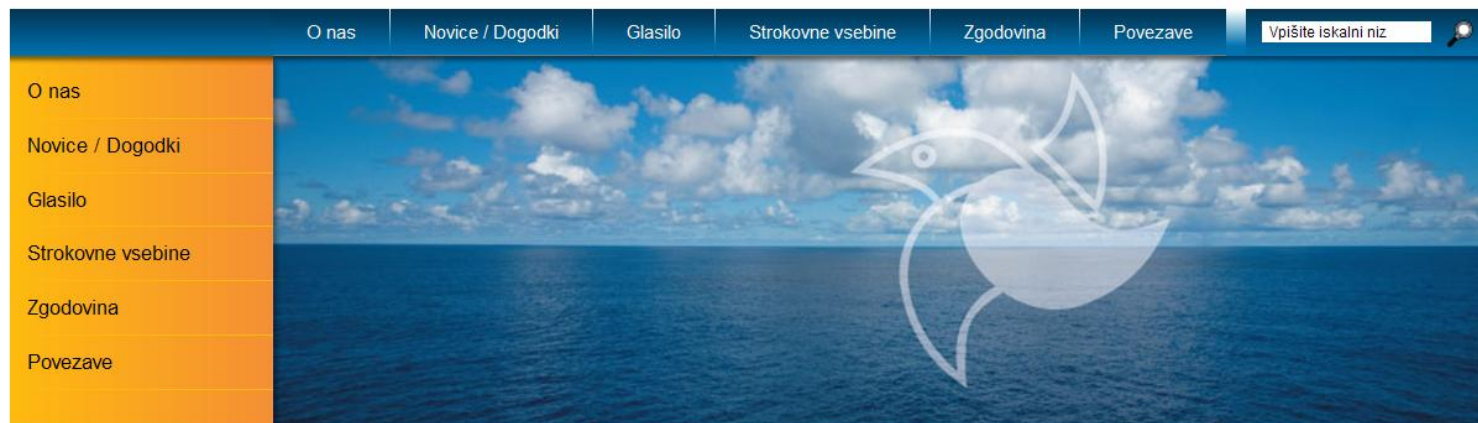 O nas Novice / Dogodki Glasilo Strokovne vsebine Zgodovina Povezave Vpišite iskalni niz
O nas
Novice / Dogodki
Glasilo
Strokovne vsebine
Zgodovina
Povezave